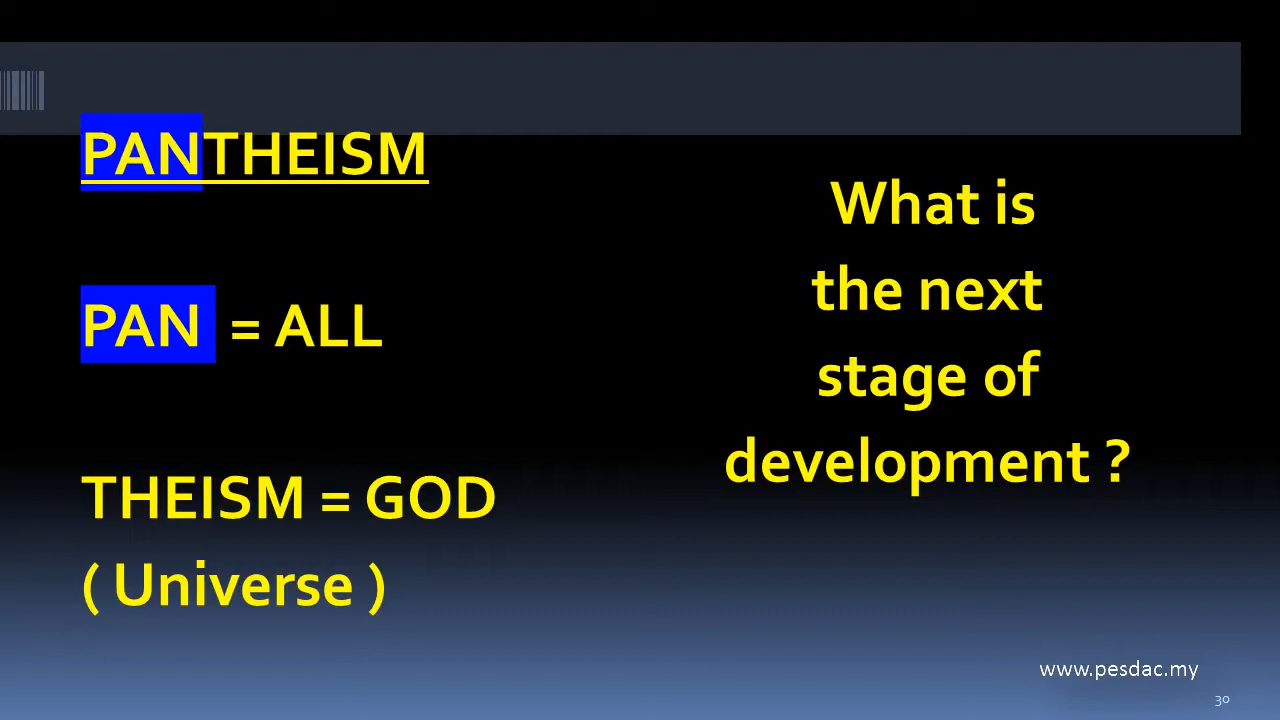 PANTHEISM
PAN = ALL
THEISM = GOD
( Universe )
What is
the next
stage of
development ?
www.pesdac.my
30